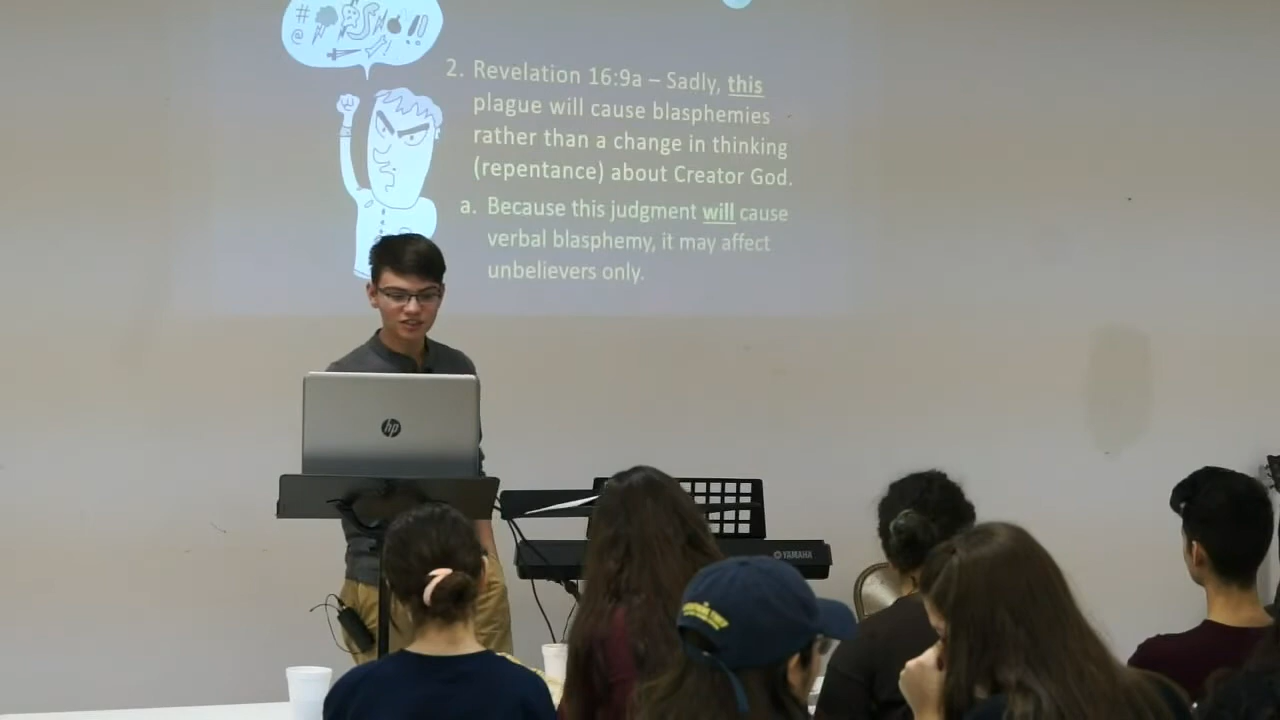 2. Revelation 16:9a – Sadly, this
plague will cause blasphemies
rather than a change in thinking
(repentance) about Creator God.
a. Because this judgment will cause
verbal blasphemy, it may affect
unbelievers only.
hp
YAMAHA